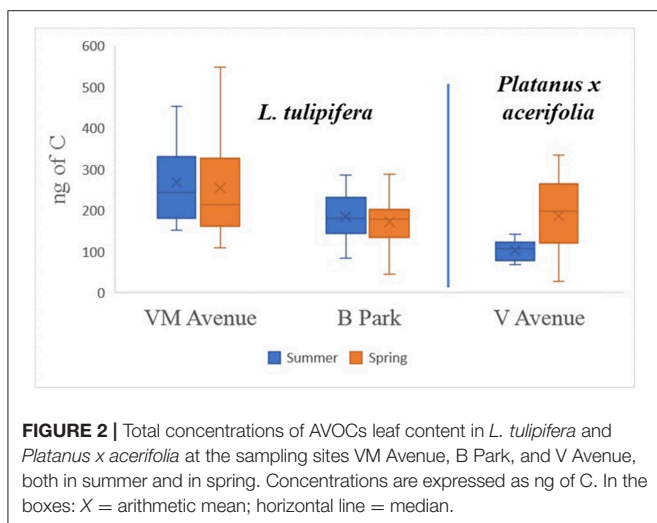 600
500
400
300
200
100
0
ng of C
L. tulipifera
Platanus x
acerifolia
VM Avenue
B Park
V Avenue
Summer
Spring
FIGURE 2 | Total concentrations of AVOCs leaf content in L. tulipifera and
Platanus x acerifolia at the sampling sites VM Avenue, B Park, and V Avenue,
both in summer and in spring. Concentrations are expressed as ng of C. In the
boxes: X = arithmetic mean; horizontal line = median.